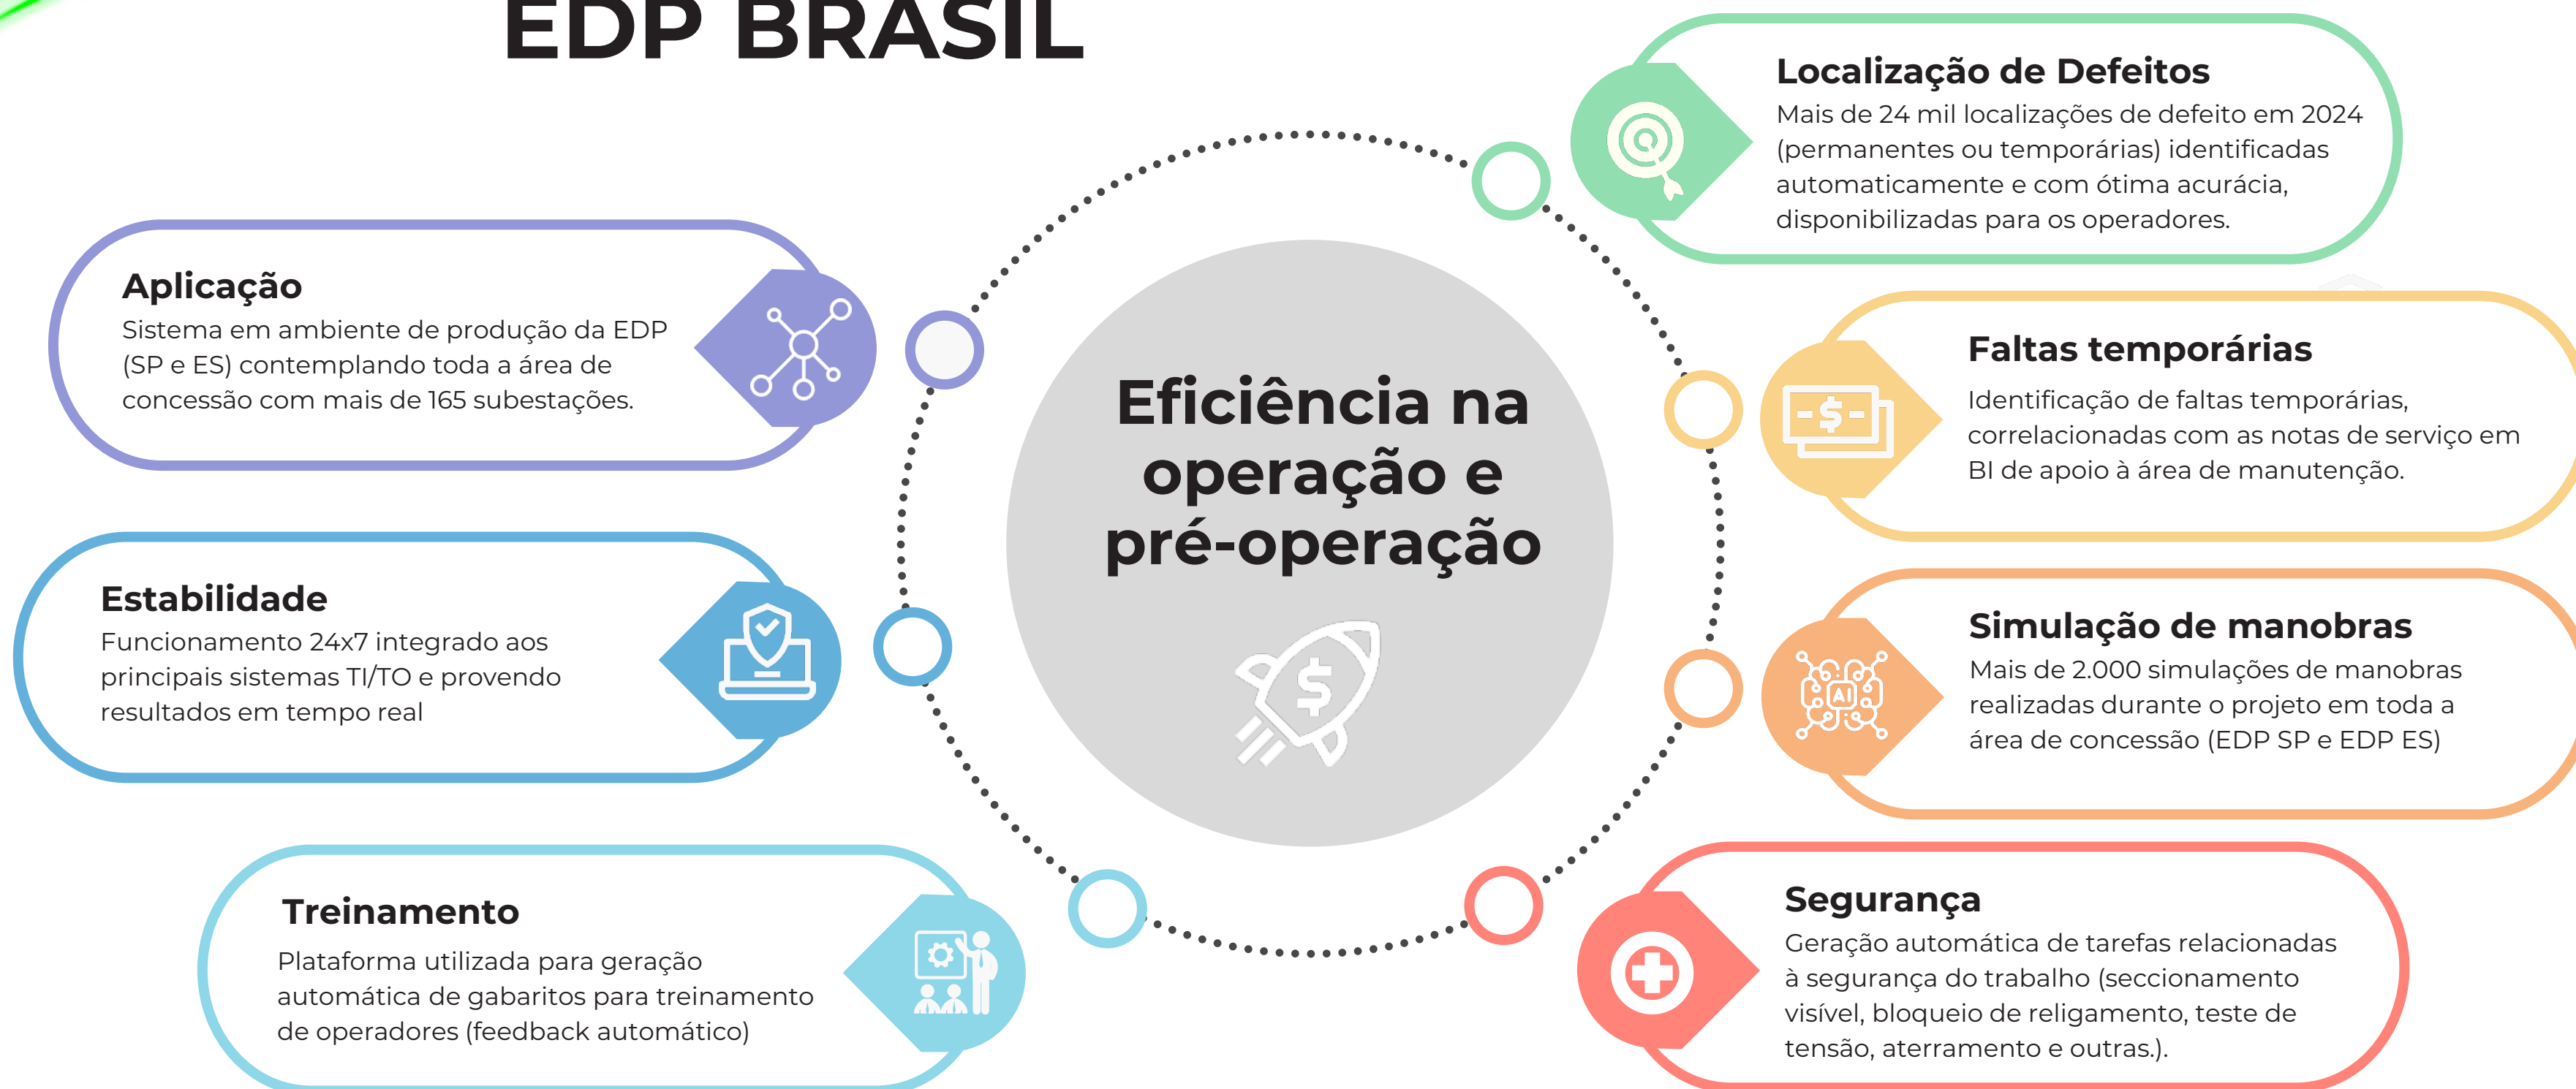 EDP BRASIL
Aplicação
Sistema em ambiente de produção da EDP
(SP e ES) contemplando toda a área de
concessão com mais de 165 subestações.
Estabilidade
Funcionamento 24x7 integrado aos
principais sistemas TI/TO e provendo
resultados em tempo real
Treinamento
Plataforma utilizada para geração
automática de gabaritos para treinamento
de operadores (feedback automático)
Eficiência na
operação e
pré-operação
$
Localização de Defeitos
Mais de 24 mil localizações de defeito em 2024
(permanentes ou temporárias) identificadas
automaticamente e com ótima acurácia,
disponibilizadas para os operadores.
Faltas temporárias
Identificação de faltas temporárias,
correlacionadas com as notas de serviço em
BI de apoio à área de manutenção.
-$-
Simulação de manobras
Mais de 2.000 simulações de manobras
realizadas durante o projeto em toda a
área de concessão (EDP SP e EDP ES)
AI
Segurança
Geração automática de tarefas relacionadas
à segurança do trabalho (seccionamento
visível, bloqueio de religamento, teste de
tensão, aterramento e outras.).